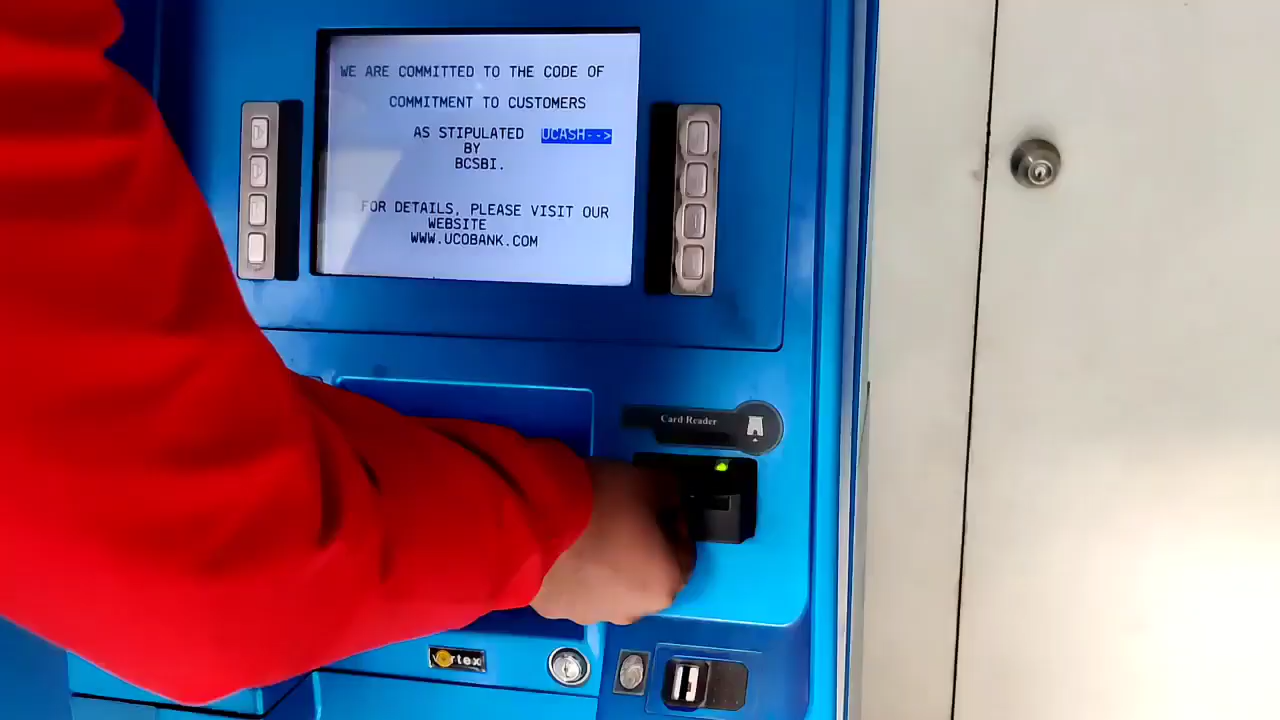 WE ARE COMMITTED TO THE CODE OF
COMMITMENT TO CUSTOMERS
AS STIPULATED UCASH-->
BY
BCSBI.
FOR DETAILS, PLEASE VISIT OUR
WEBSITE
WWW.UCOBANK.COM
Card Reader
vortex